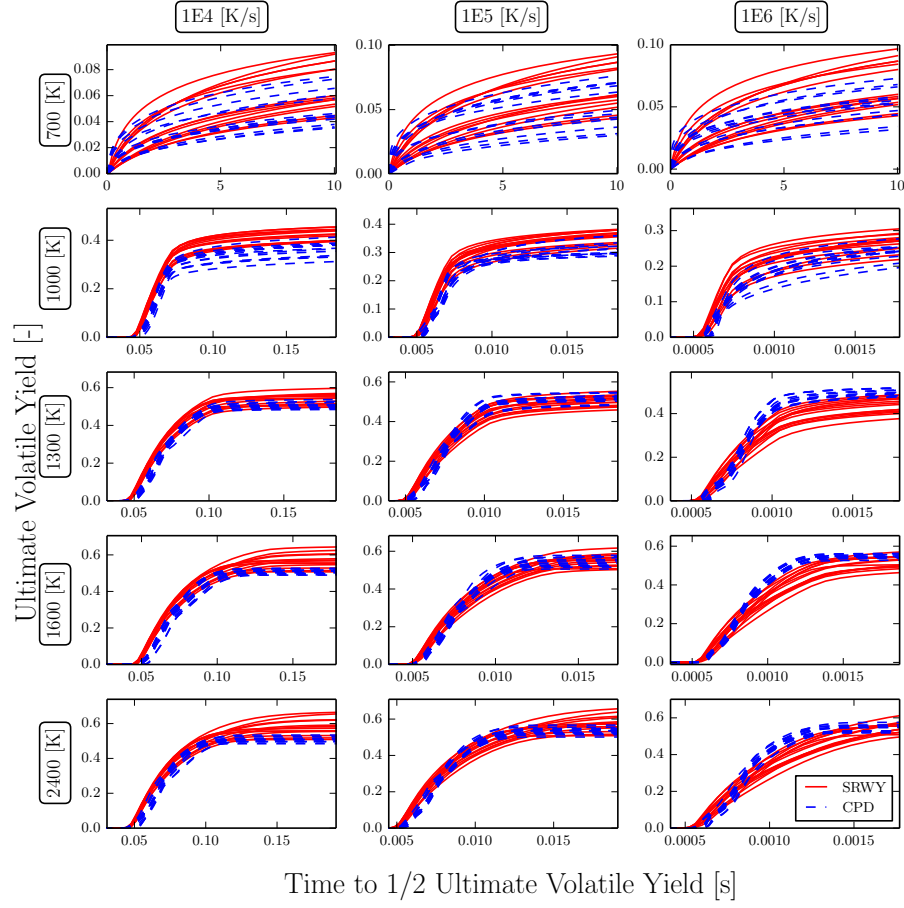 1E4 [K/s] 1E5 [K/s] 1E6 [K/s]
700 [K]
0.00 0.02 0.04 0.06 0.08
0 5 10
0.00 0.05 0.10
0 5 10
0.00 0.05 0.10
0 5 10
1000 [K]
0.0 0.2 0.4
0.05 0.10 0.15
0.0 0.1 0.2 0.3 0.4
0.005 0.010 0.015
0.0 0.1 0.2 0.3
0.0005 0.0010 0.0015
Ultimate Volatile Yield [-]
1300 [K]
0.0 0.2 0.4 0.6
0.05 0.10 0.15
0.0 0.2 0.4 0.6
0.005 0.010 0.015
0.0 0.2 0.4
0.0005 0.0010 0.0015
1600 [K]
0.0 0.2 0.4 0.6
0.05 0.10 0.15
0.0 0.2 0.4 0.6
0.005 0.010 0.015
0.0 0.2 0.4 0.6
0.0005 0.0010 0.0015
2400 [K]
0.0 0.2 0.4 0.6
0.05 0.10 0.15
0.0 0.2 0.4 0.6
0.005 0.010 0.015
0.0 0.2 0.4 0.6
0.0005 0.0010 0.0015
SRWY
CPD
Time to 1/2 Ultimate Volatile Yield [s]